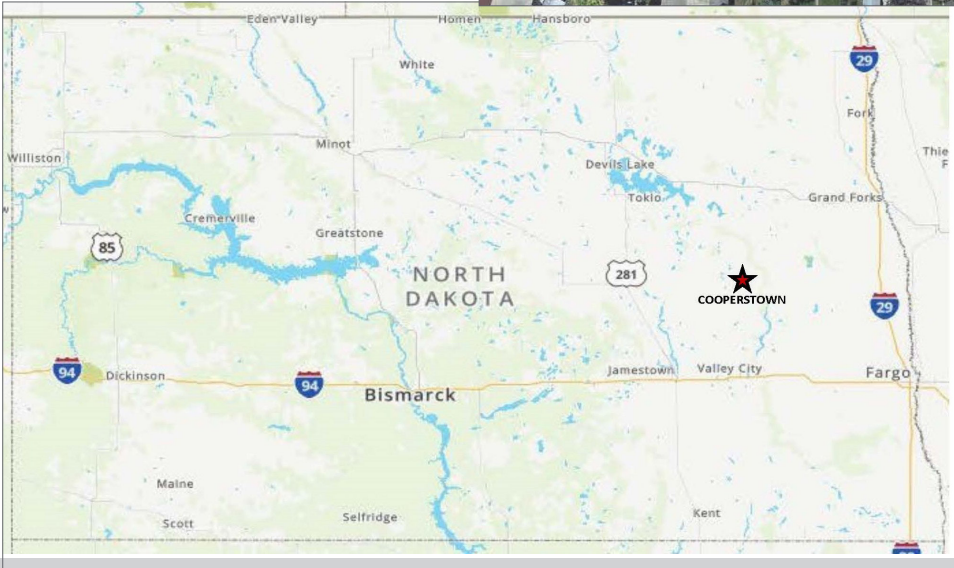 Eden Valley
Homen
Hansboro
29
White
Fork
Minot
Williston
Devils Lake
Thie
F
Tokio
Grand Forks
Cremerville
Greatstone
85
NORTH
DAKOTA
281
COOPERSTOWN
29
94
Dickinson
94
Bismarck
Jamestown
Valley City
Fargo
Maine
Scott
Selfridge
Kent